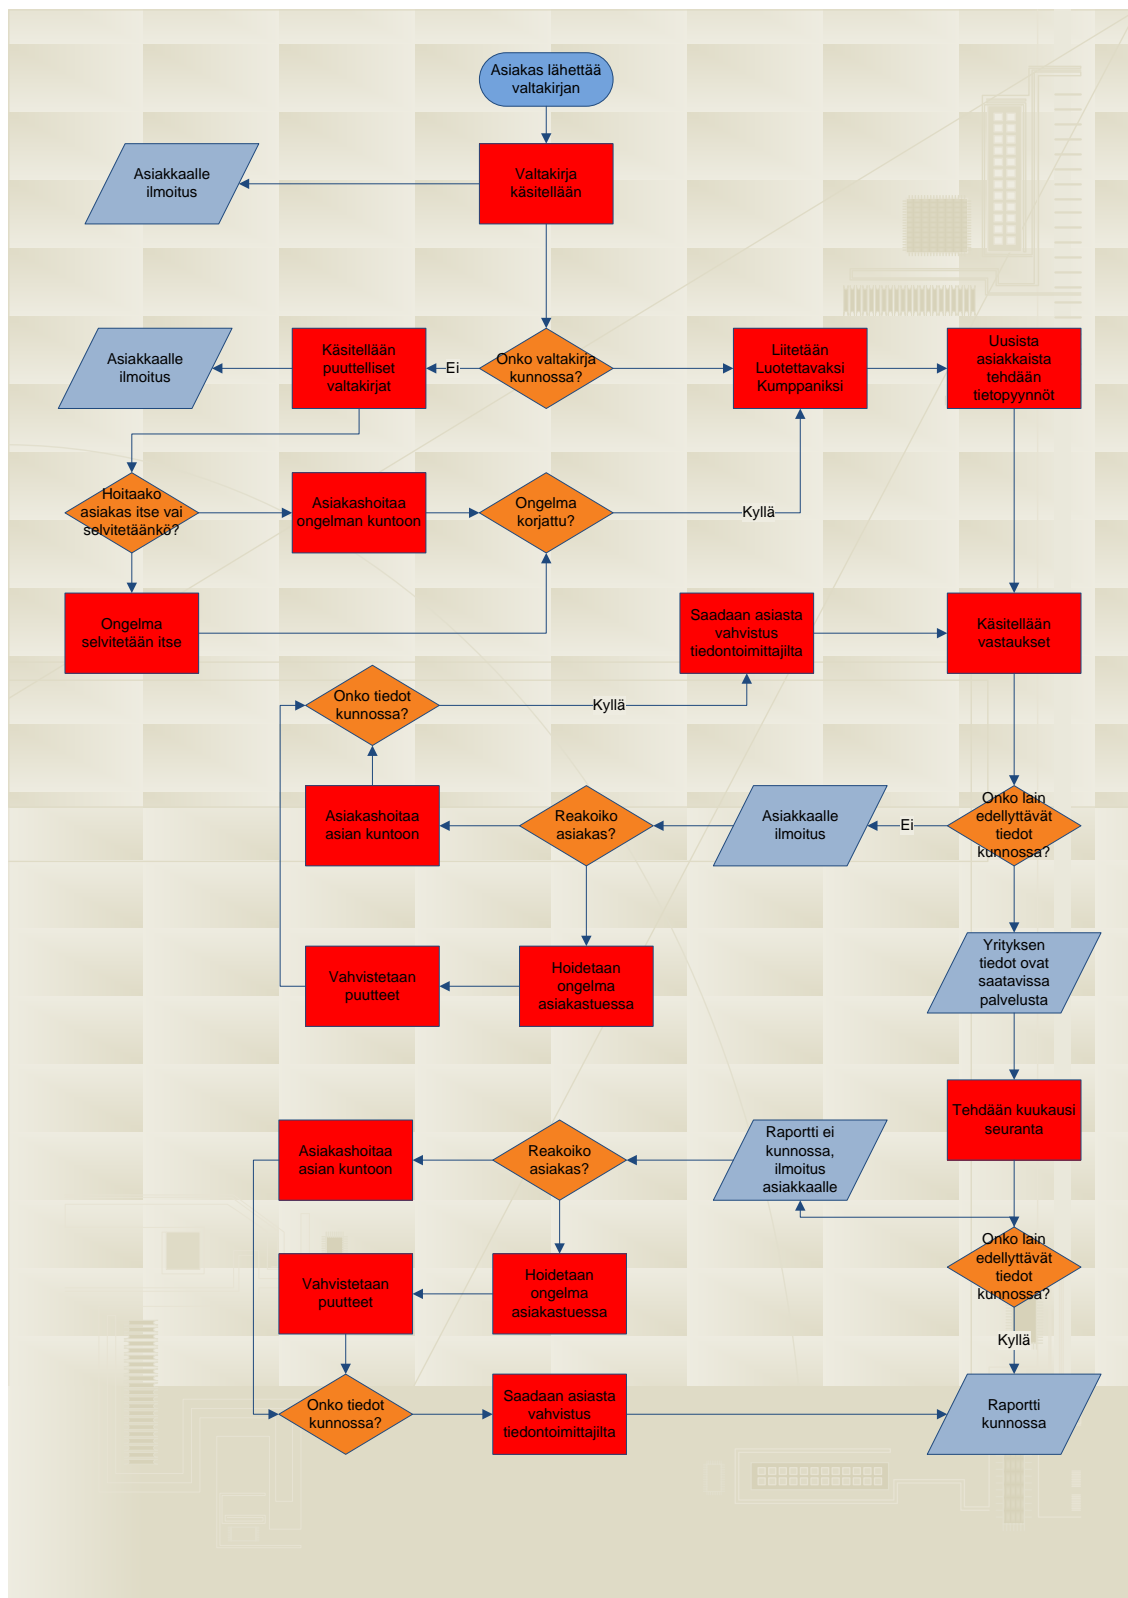 Asiakas lähettää
valtakirjan
Asiakkaalle
ilmoitus
Valtakirja
käsitellään
Asiakkaalle
ilmoitus
Käsitellään
puutteelliset
valtakirjat
Ei
Onko valtakirja
kunnossa?
Liitetään
Luotettavaksi
Kumppaniksi
Uusista
asiakkaista
tehdään
tietopyynnöt
Hoitaako
asiakas itse vai
selvitetäänkö?
Asiakashoitaa
ongelman kuntoon
Ongelma
korjattu?
Kyllä
Ongelma
selvitetään itse
Saadaan asiasta
vahvistus
tiedontoimittajilta
Käsitellään
vastaukset
Onko tiedot
kunnossa?
Kyllä
Asiakashoitaa
asian kuntoon
Reakoiko
asiakas?
Asiakkaalle
ilmoitus
Ei
Onko lain
edellyttävät
tiedot
kunnossa?
Vahvistetaan
puutteet
Hoidetaan
ongelma
asiakastuessa
Yrityksen
tiedot ovat
saatavissa
palvelusta
Tehdään kuukausi
seuranta
Asiakashoitaa
asian kuntoon
Reakoiko
asiakas?
Raportti ei
kunnossa,
ilmoitus
asiakkaalle
Onko lain
edellyttävät
tiedot
kunnossa?
Vahvistetaan
puutteet
Hoidetaan
ongelma
asiakastuessa
Kyllä
Onko tiedot
kunnossa?
Saadaan asiasta
vahvistus
tiedontoimittajilta
Raportti
kunnossa